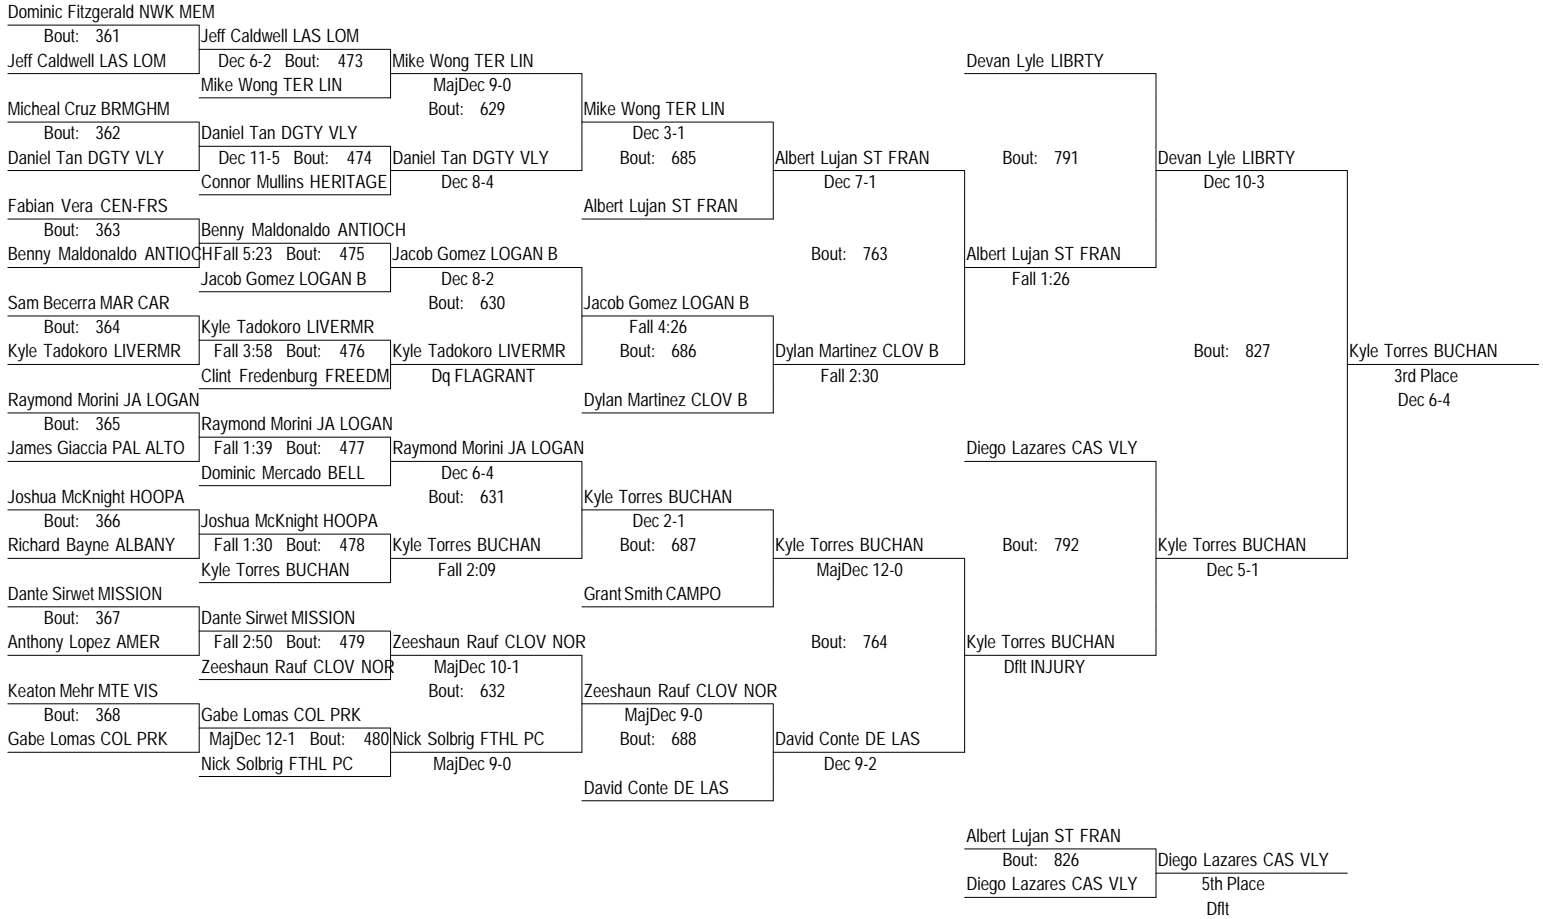 Dominic Fitzgerald NWK MEM
Bout: 361
Jeff Caldwell LAS LOM
Micheal Cruz BRMGHM
Bout: 362
Daniel Tan DGTY VLY
Fabian Vera CEN-FRS
Bout: 363
Benny Maldonaldo ANTIOCH
Sam Becerra MAR CAR
Bout: 364
Kyle Tadokoro LIVERMR
Raymond Morini JA LOGAN
Bout: 365
James Giaccia PAL ALTO
Joshua McKnight HOOPA
Bout: 366
Richard Bayne ALBANY
Dante Sirwet MISSION
Bout: 367
Anthony Lopez AMER
Keaton Mehr MTE VIS
Bout: 368
Gabe Lomas COL PRK
Jeff Caldwell LAS LOM
Dec 6-2 Bout: 473
Mike Wong TER LIN
Daniel Tan DGTY VLY
Dec 11-5 Bout: 474
Connor Mullins HERITAGE
Benny Maldonaldo ANTIOCH
Fall 5:23 Bout: 475
Jacob Gomez LOGAN B
Kyle Tadokoro LIVERMR
Fall 3:58 Bout: 476
Clint Fredenburg FREEDM
Raymond Morini JA LOGAN
Fall 1:39 Bout: 477
Dominic Mercado BELL
Joshua McKnight HOOPA
Fall 1:30 Bout: 478
Kyle Torres BUCHAN
Dante Sirwet MISSION
Fall 2:50 Bout: 479
Zeeshaun Rauf CLOV NOR
Gabe Lomas COL PRK
MajDec 12-1 Bout: 480
Nick Solbrig FTHL PC
Mike Wong TER LIN
MajDec 9-0
Bout: 629
Daniel Tan DGTY VLY
Dec 8-4
Jacob Gomez LOGAN B
Dec 8-2
Bout: 630
Kyle Tadokoro LIVERMR
Dq FLAGRANT
Raymond Morini JA LOGAN
Dec 6-4
Bout: 631
Kyle Torres BUCHAN
Fall 2:09
Zeeshaun Rauf CLOV NOR
MajDec 10-1
Bout: 632
Nick Solbrig FTHL PC
MajDec 9-0
Mike Wong TER LIN
Dec 3-1
Bout: 685
Albert Lujan ST FRAN
Jacob Gomez LOGAN B
Fall 4:26
Bout: 686
Dylan Martinez CLOV B
Kyle Torres BUCHAN
Dec 2-1
Bout: 687
Grant Smith CAMPO
Zeeshaun Rauf CLOV NOR
MajDec 9-0
Bout: 688
David Conte DE LAS
Albert Lujan ST FRAN
Dec 7-1
Bout: 763
Dylan Martinez CLOV B
Fall 2:30
Kyle Torres BUCHAN
MajDec 12-0
Bout: 764
David Conte DE LAS
Dec 9-2
Devan Lyle LIBRTY
Bout: 791
Albert Lujan ST FRAN
Fall 1:26
Diego Lazares CAS VLY
Bout: 792
Kyle Torres BUCHAN
Dflt INJURY
Devan Lyle LIBRTY
Dec 10-3
Bout: 827
Kyle Torres BUCHAN
Dec 5-1
Kyle Torres BUCHAN
3rd Place
Dec 6-4
Albert Lujan ST FRAN
Bout: 826
Diego Lazares CAS VLY
Diego Lazares CAS VLY
5th Place
Dflt